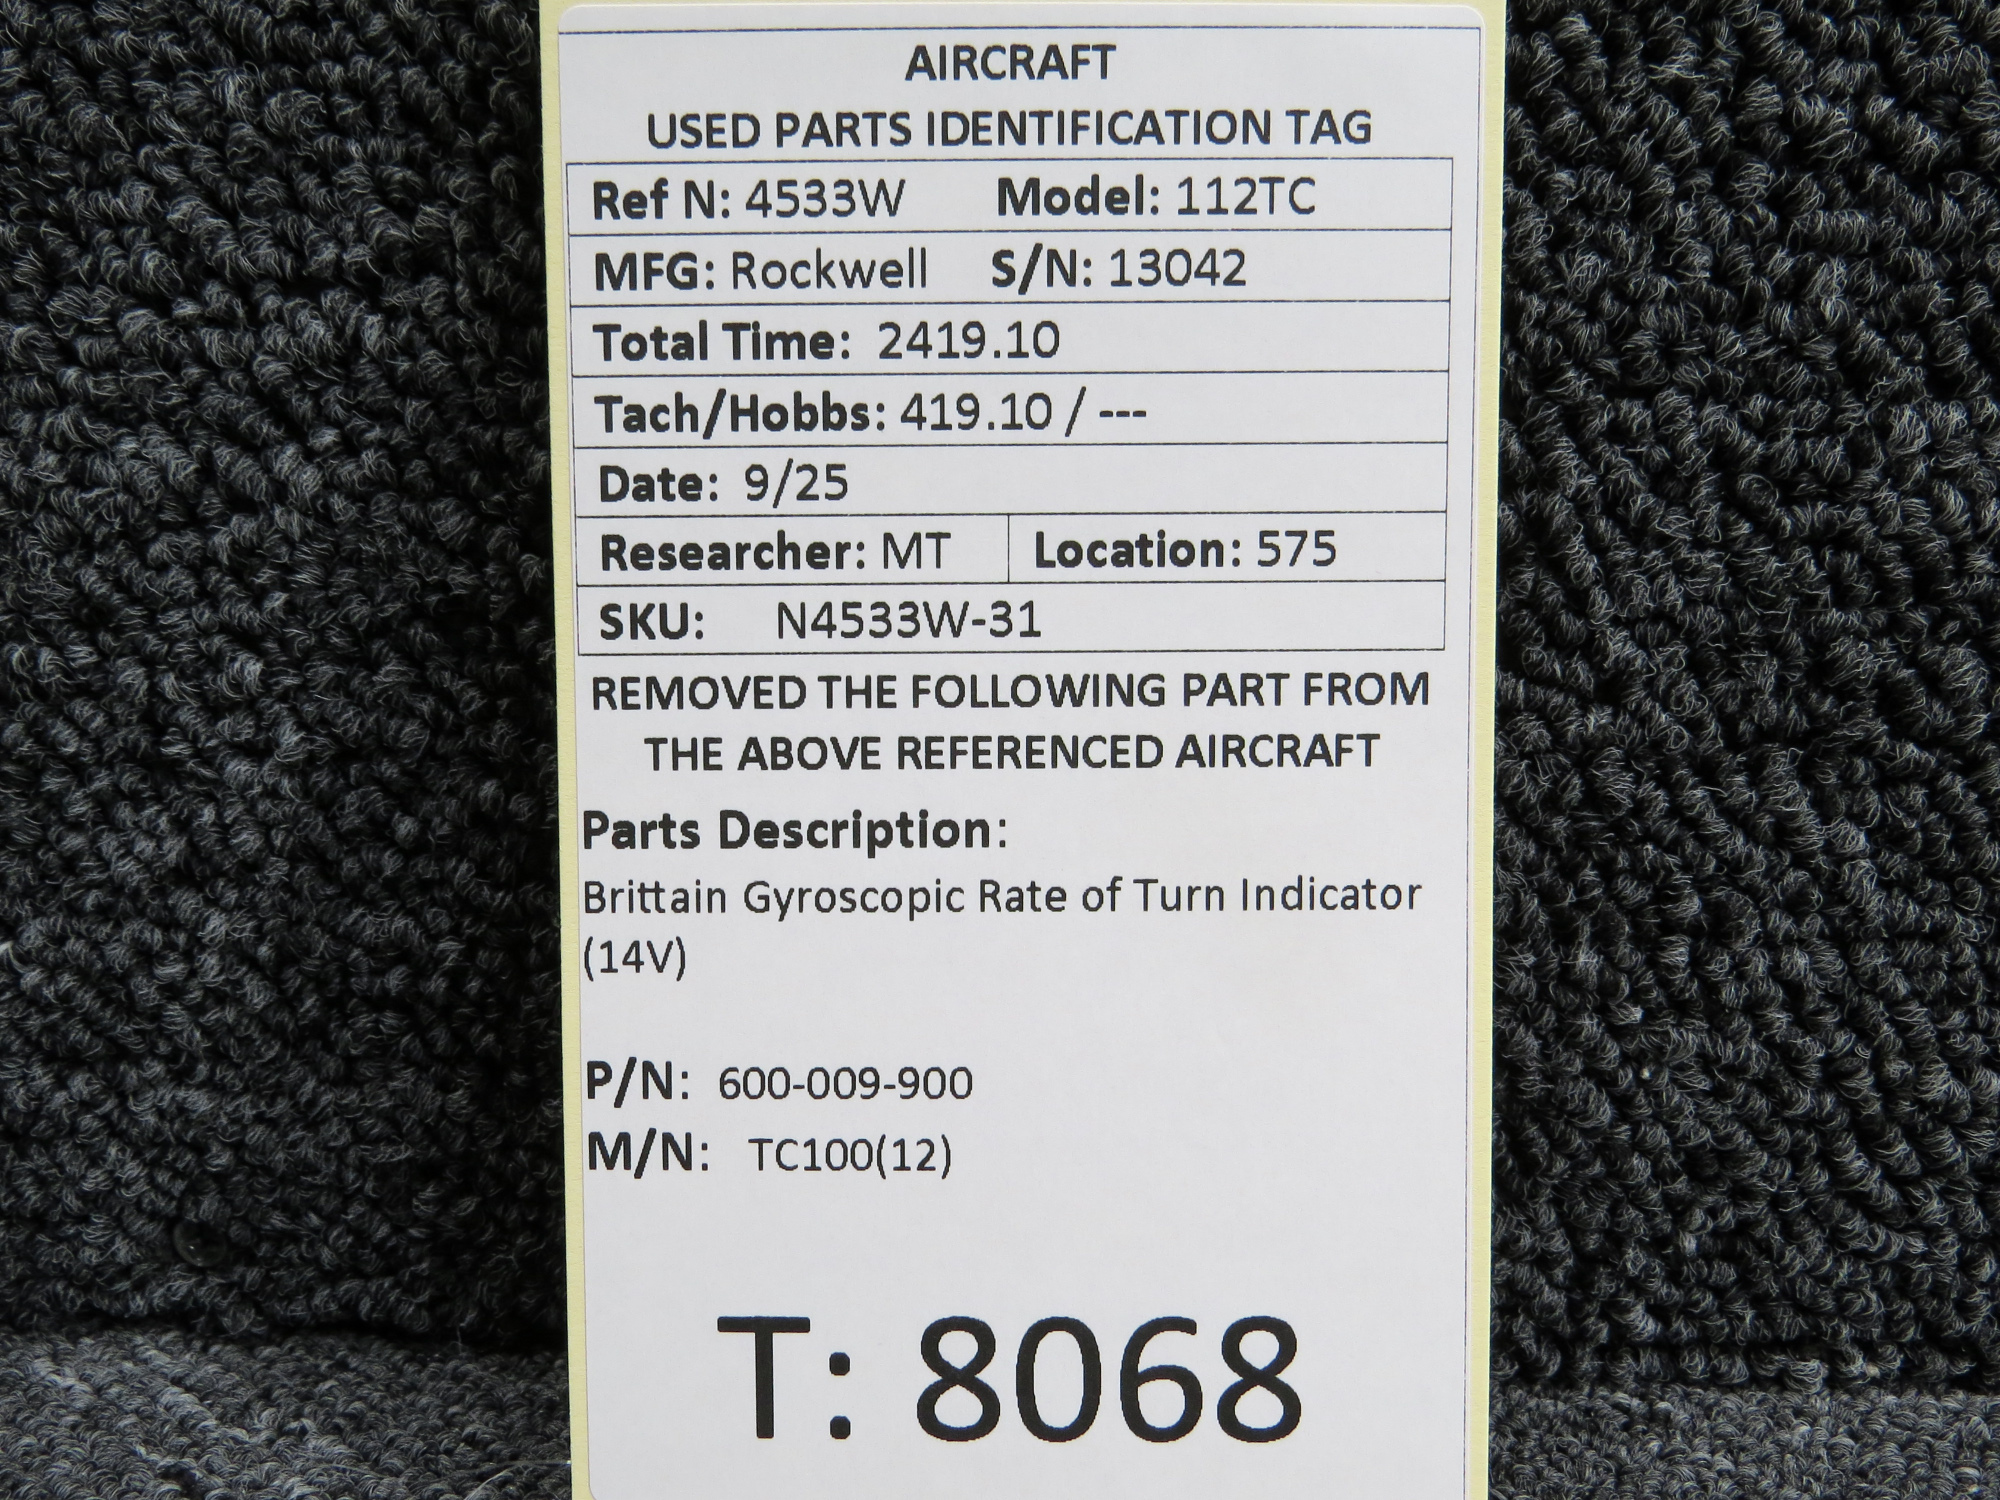 AIRCRAFT
USED PARTS IDENTIFICATION TAG
Ref N: 4533W Model: 112TC
MFG: Rockwell S/N: 13042
Total Time: 2419.10
Tach/Hobbs: 419.10 / ---
Date: 9/25
Researcher: MT Location: 575
SKU: N4533W-31
REMOVED THE FOLLOWING PART FROM
THE ABOVE REFERENCED AIRCRAFT
Parts Description:
Brittain Gyroscopic Rate of Turn Indicator
(14V)
P/N: 600-009-900
M/N: TC100(12)
T: 8068